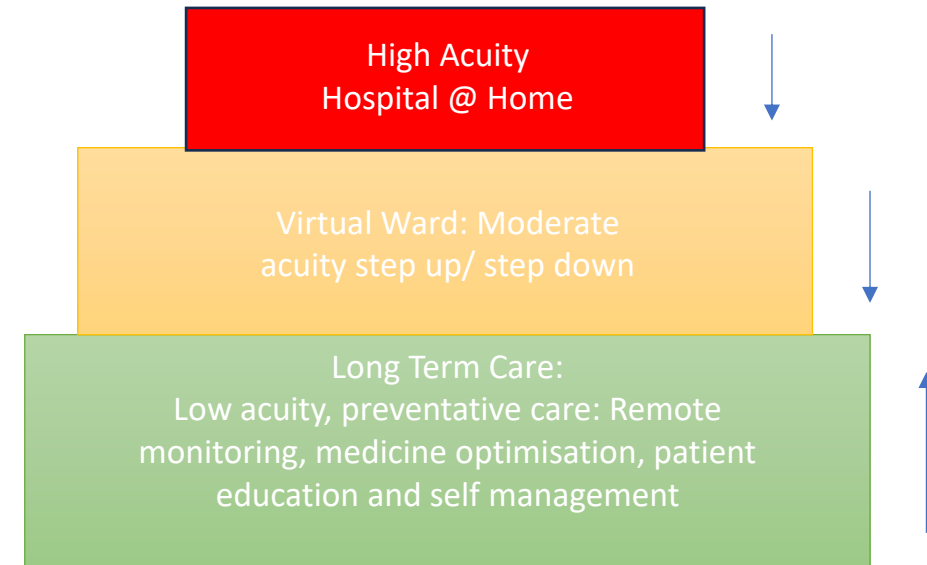 High Acuity
Hospital @ Home
Virtual Ward: Moderate
acuity step up/ step down
Long Term Care:
Low acuity, preventative care: Remote
monitoring, medicine optimisation, patient
education and self management